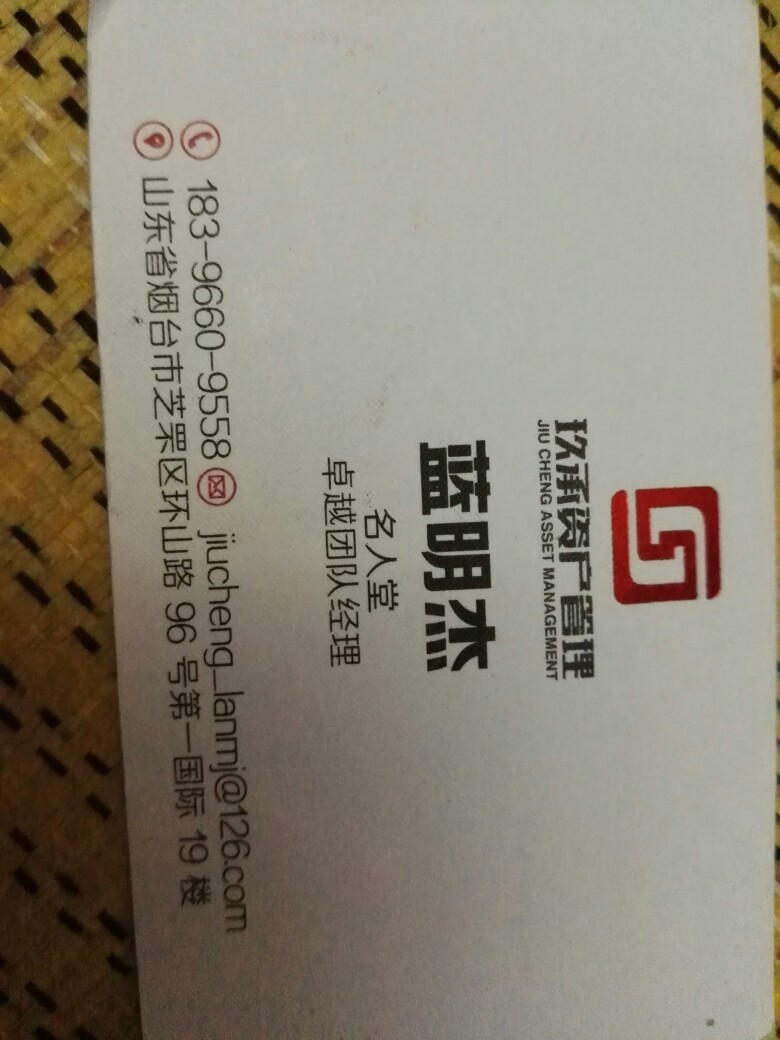 玖承资产管理
JIU CHENG ASSET MANAGEMENT
蓝明杰
名人堂
卓越团队经理
183-9660-9558 jiucheng_lanmj@126.com
山东省烟台市芝罘区环山路 96 号第一国际 19 楼